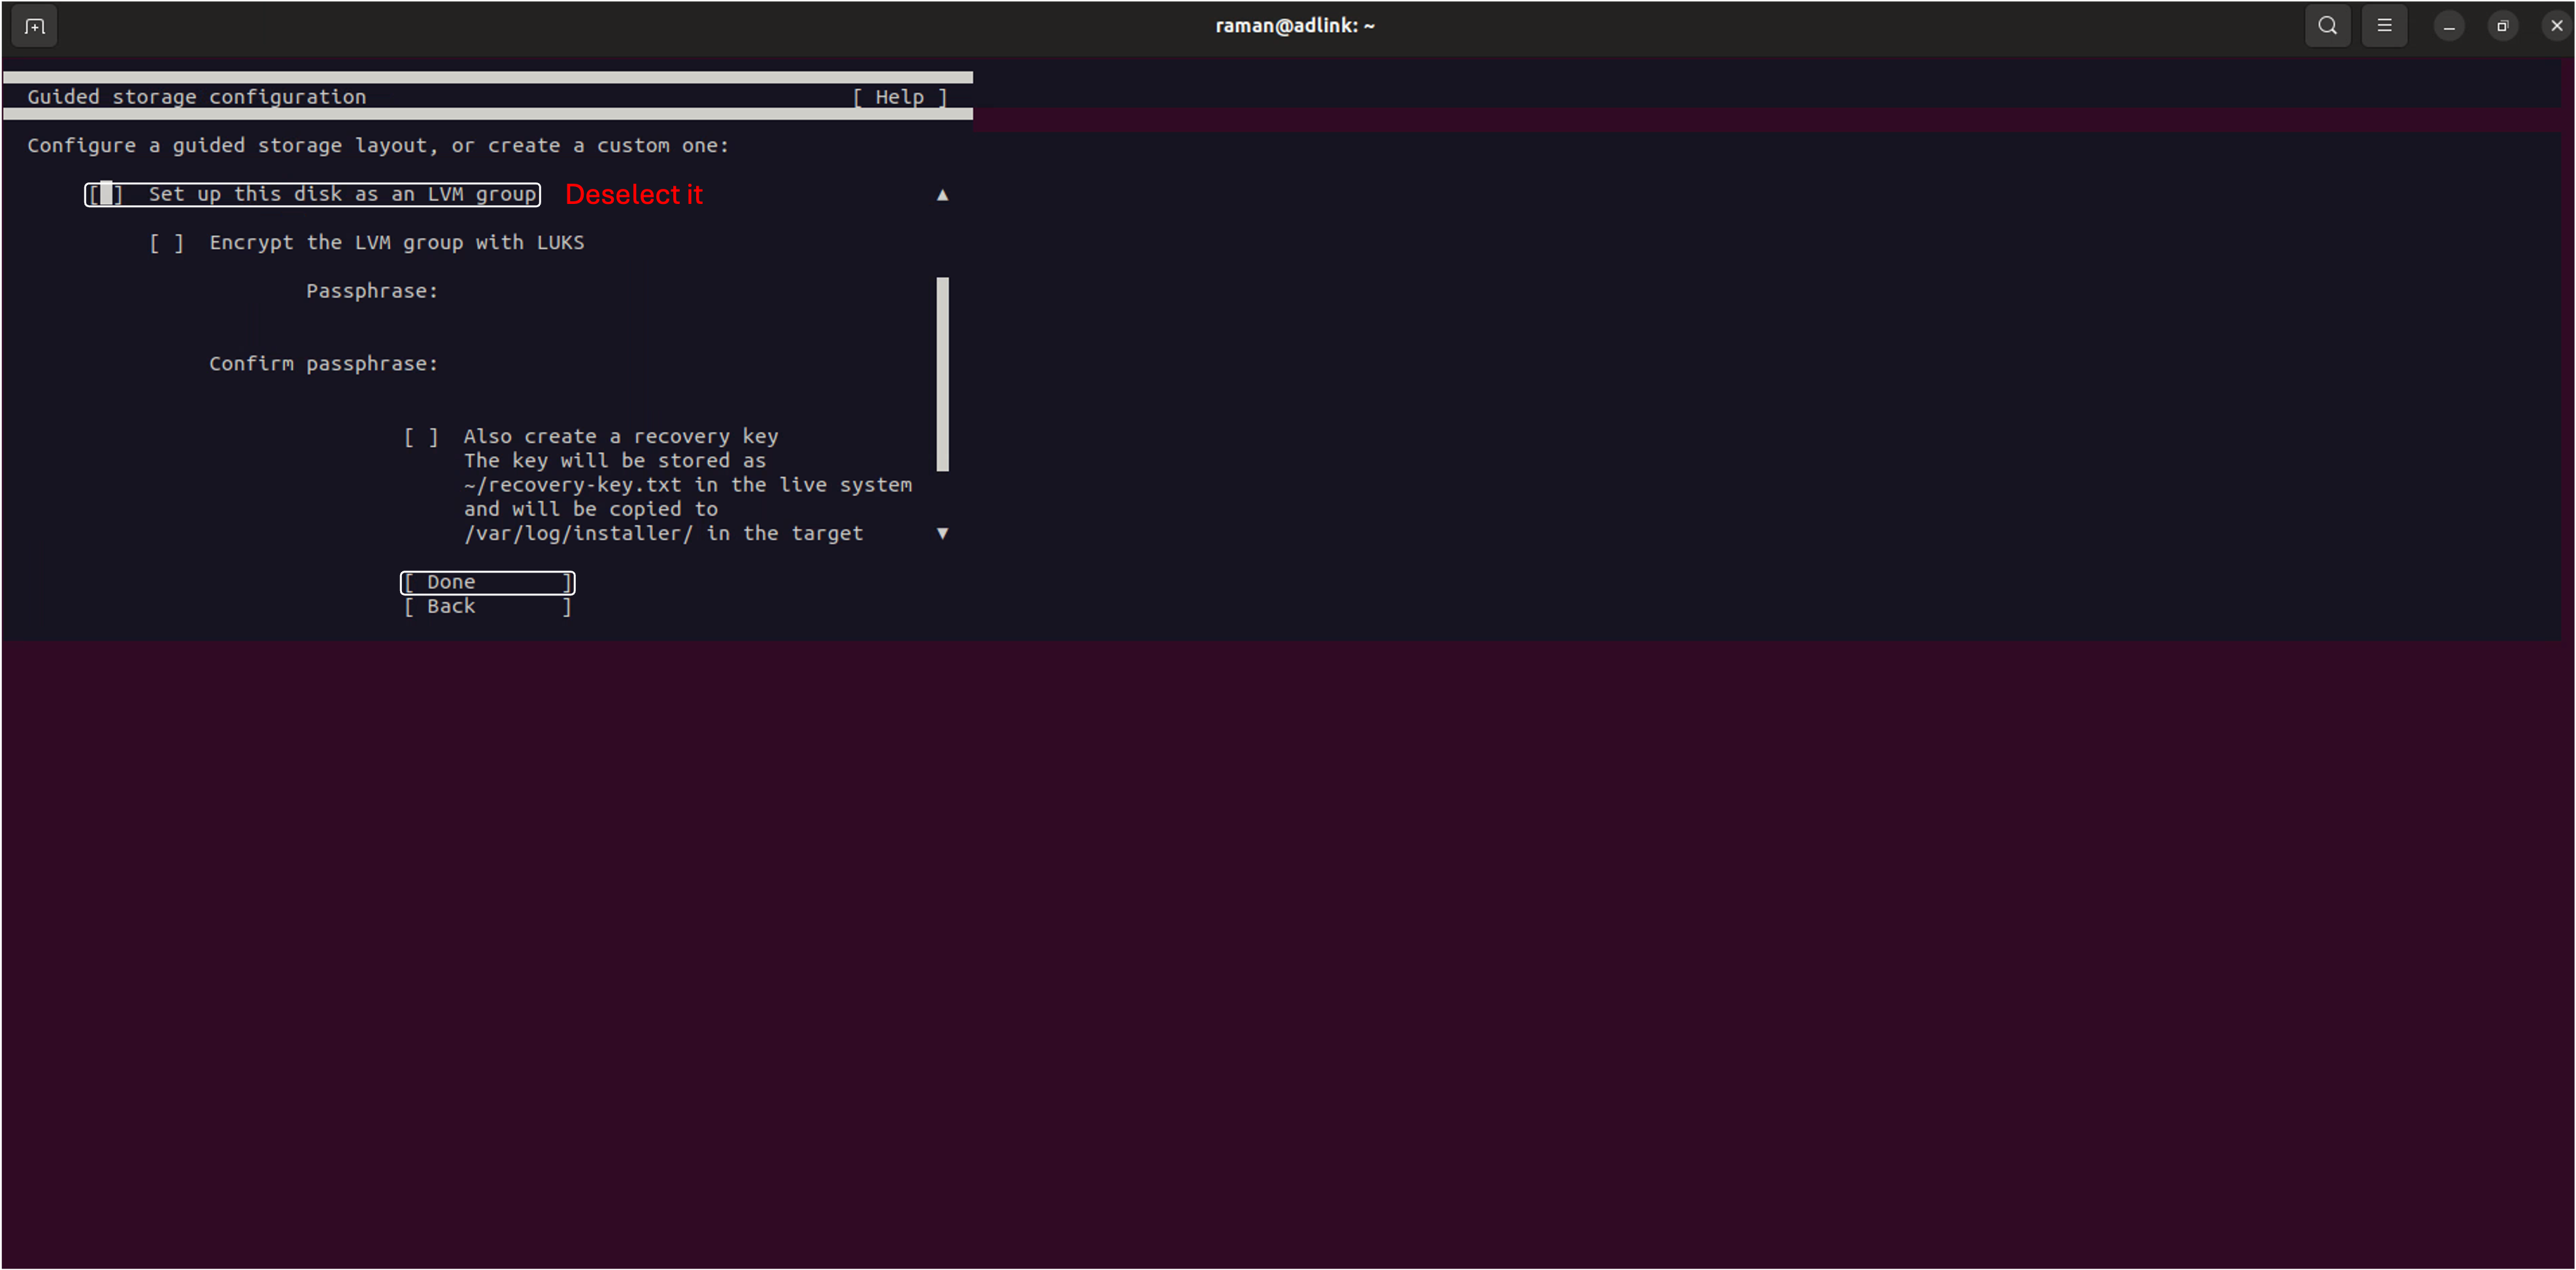 raman@adlink: ~
Guided storage configuration [ Help ]
Configure a guided storage layout, or create a custom one:
[ ] Set up this disk as an LVM group Deselect it ▲
[ ] Encrypt the LVM group with LUKS
Passphrase:
Confirm passphrase:
[ ] Also create a recovery key
The key will be stored as
~/recovery-key.txt in the live system
and will be copied to
/var/log/installer/ in the target ▼
[ Done ]
[ Back ]